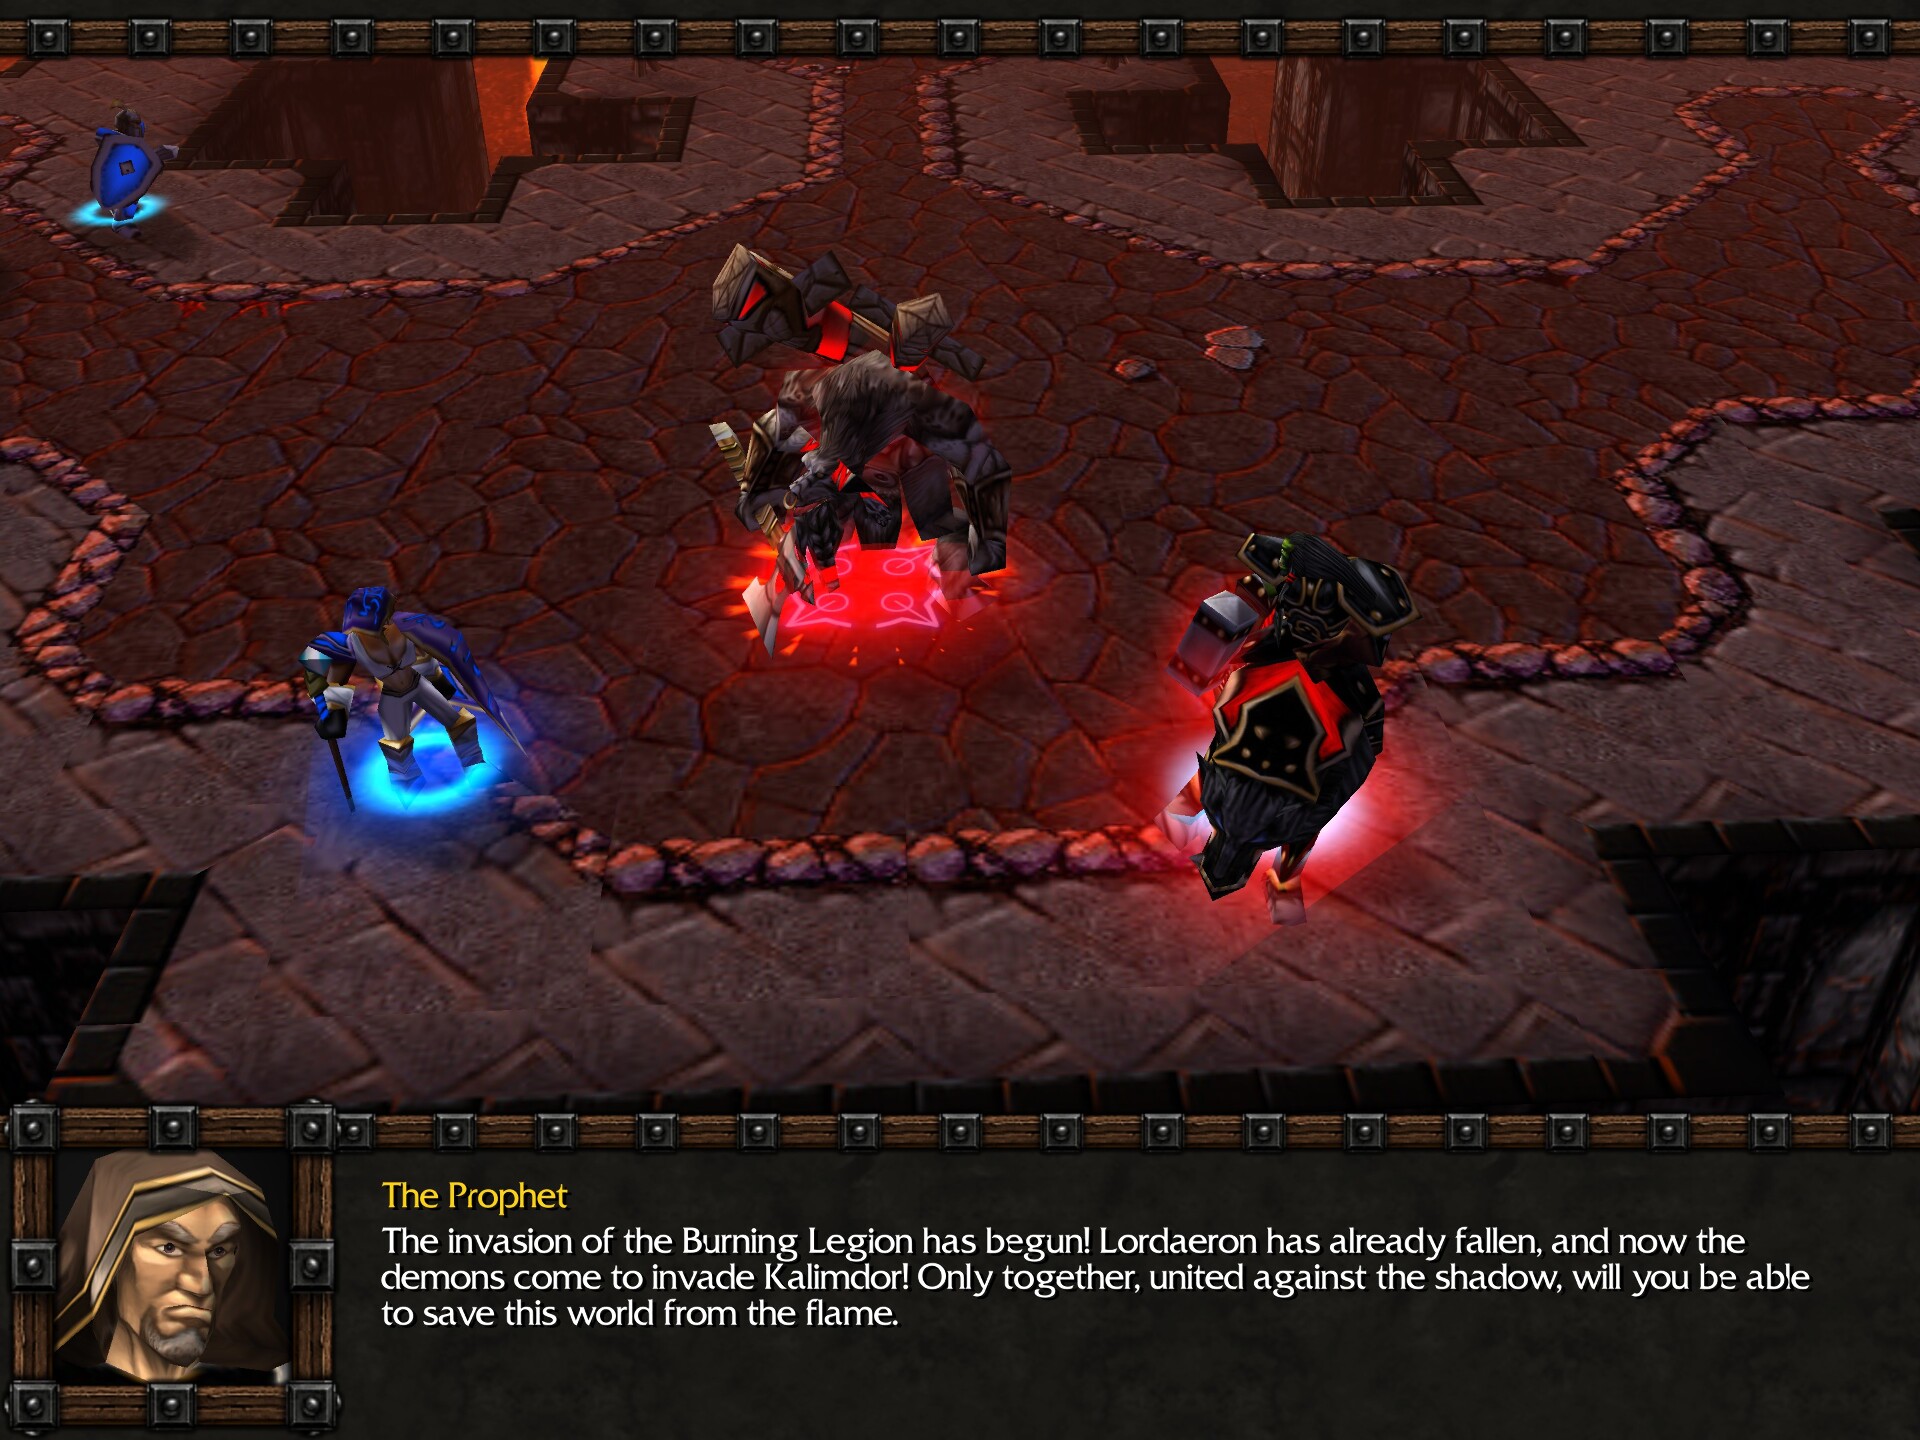 The Prophet
The invasion of the Burning Legion has begun! Lordaeron has already fallen, and now the
demons come to invade Kalimdor! Only together, united against the shadow, will you be able
to save this world from the flame.